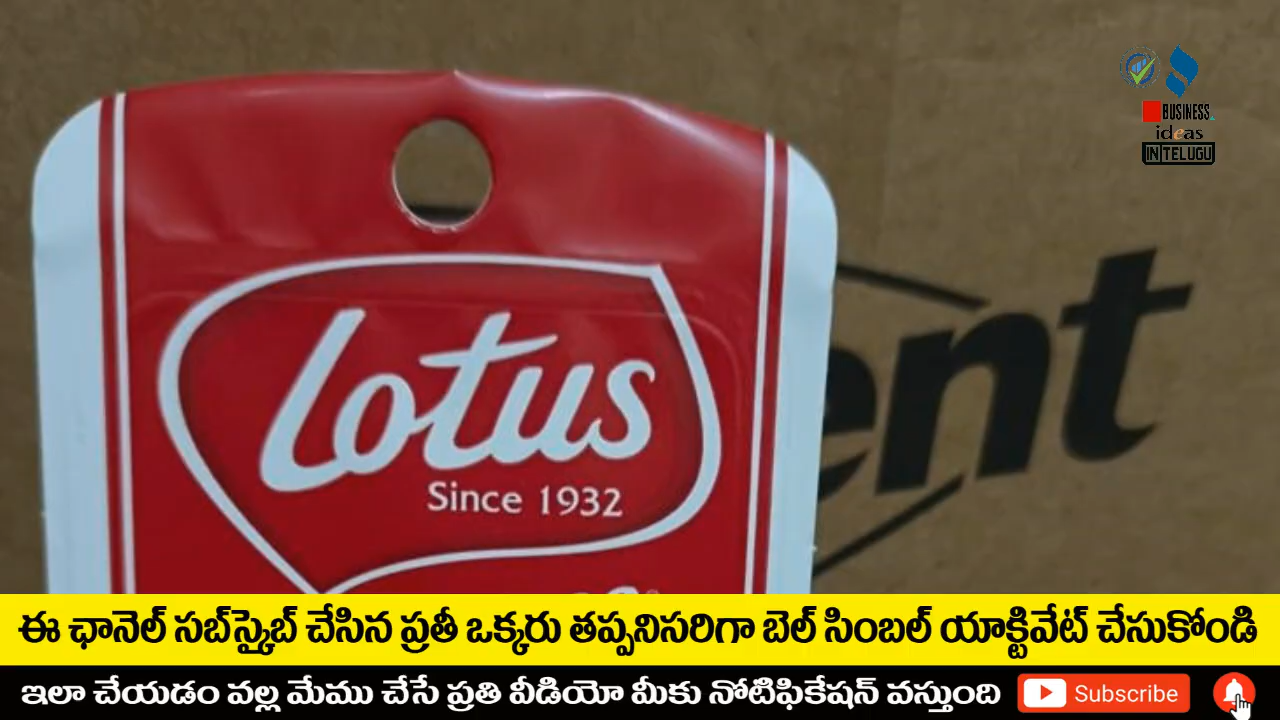 BUSINESS
ideas
IN TELUGU
Lotus
Since 1932
ent
ఈ ఛానెల్ సబ్‌స్క్రైబ్ చేసిన ప్రతీ ఒక్కరు తప్పనిసరిగా బెల్ సింబల్ యాక్టివేట్ చేసుకోండి
ఇలా చేయడం వల్ల మేము చేసే ప్రతి వీడియో మీకు నోటిఫికేషన్ వస్తుంది Subscribe